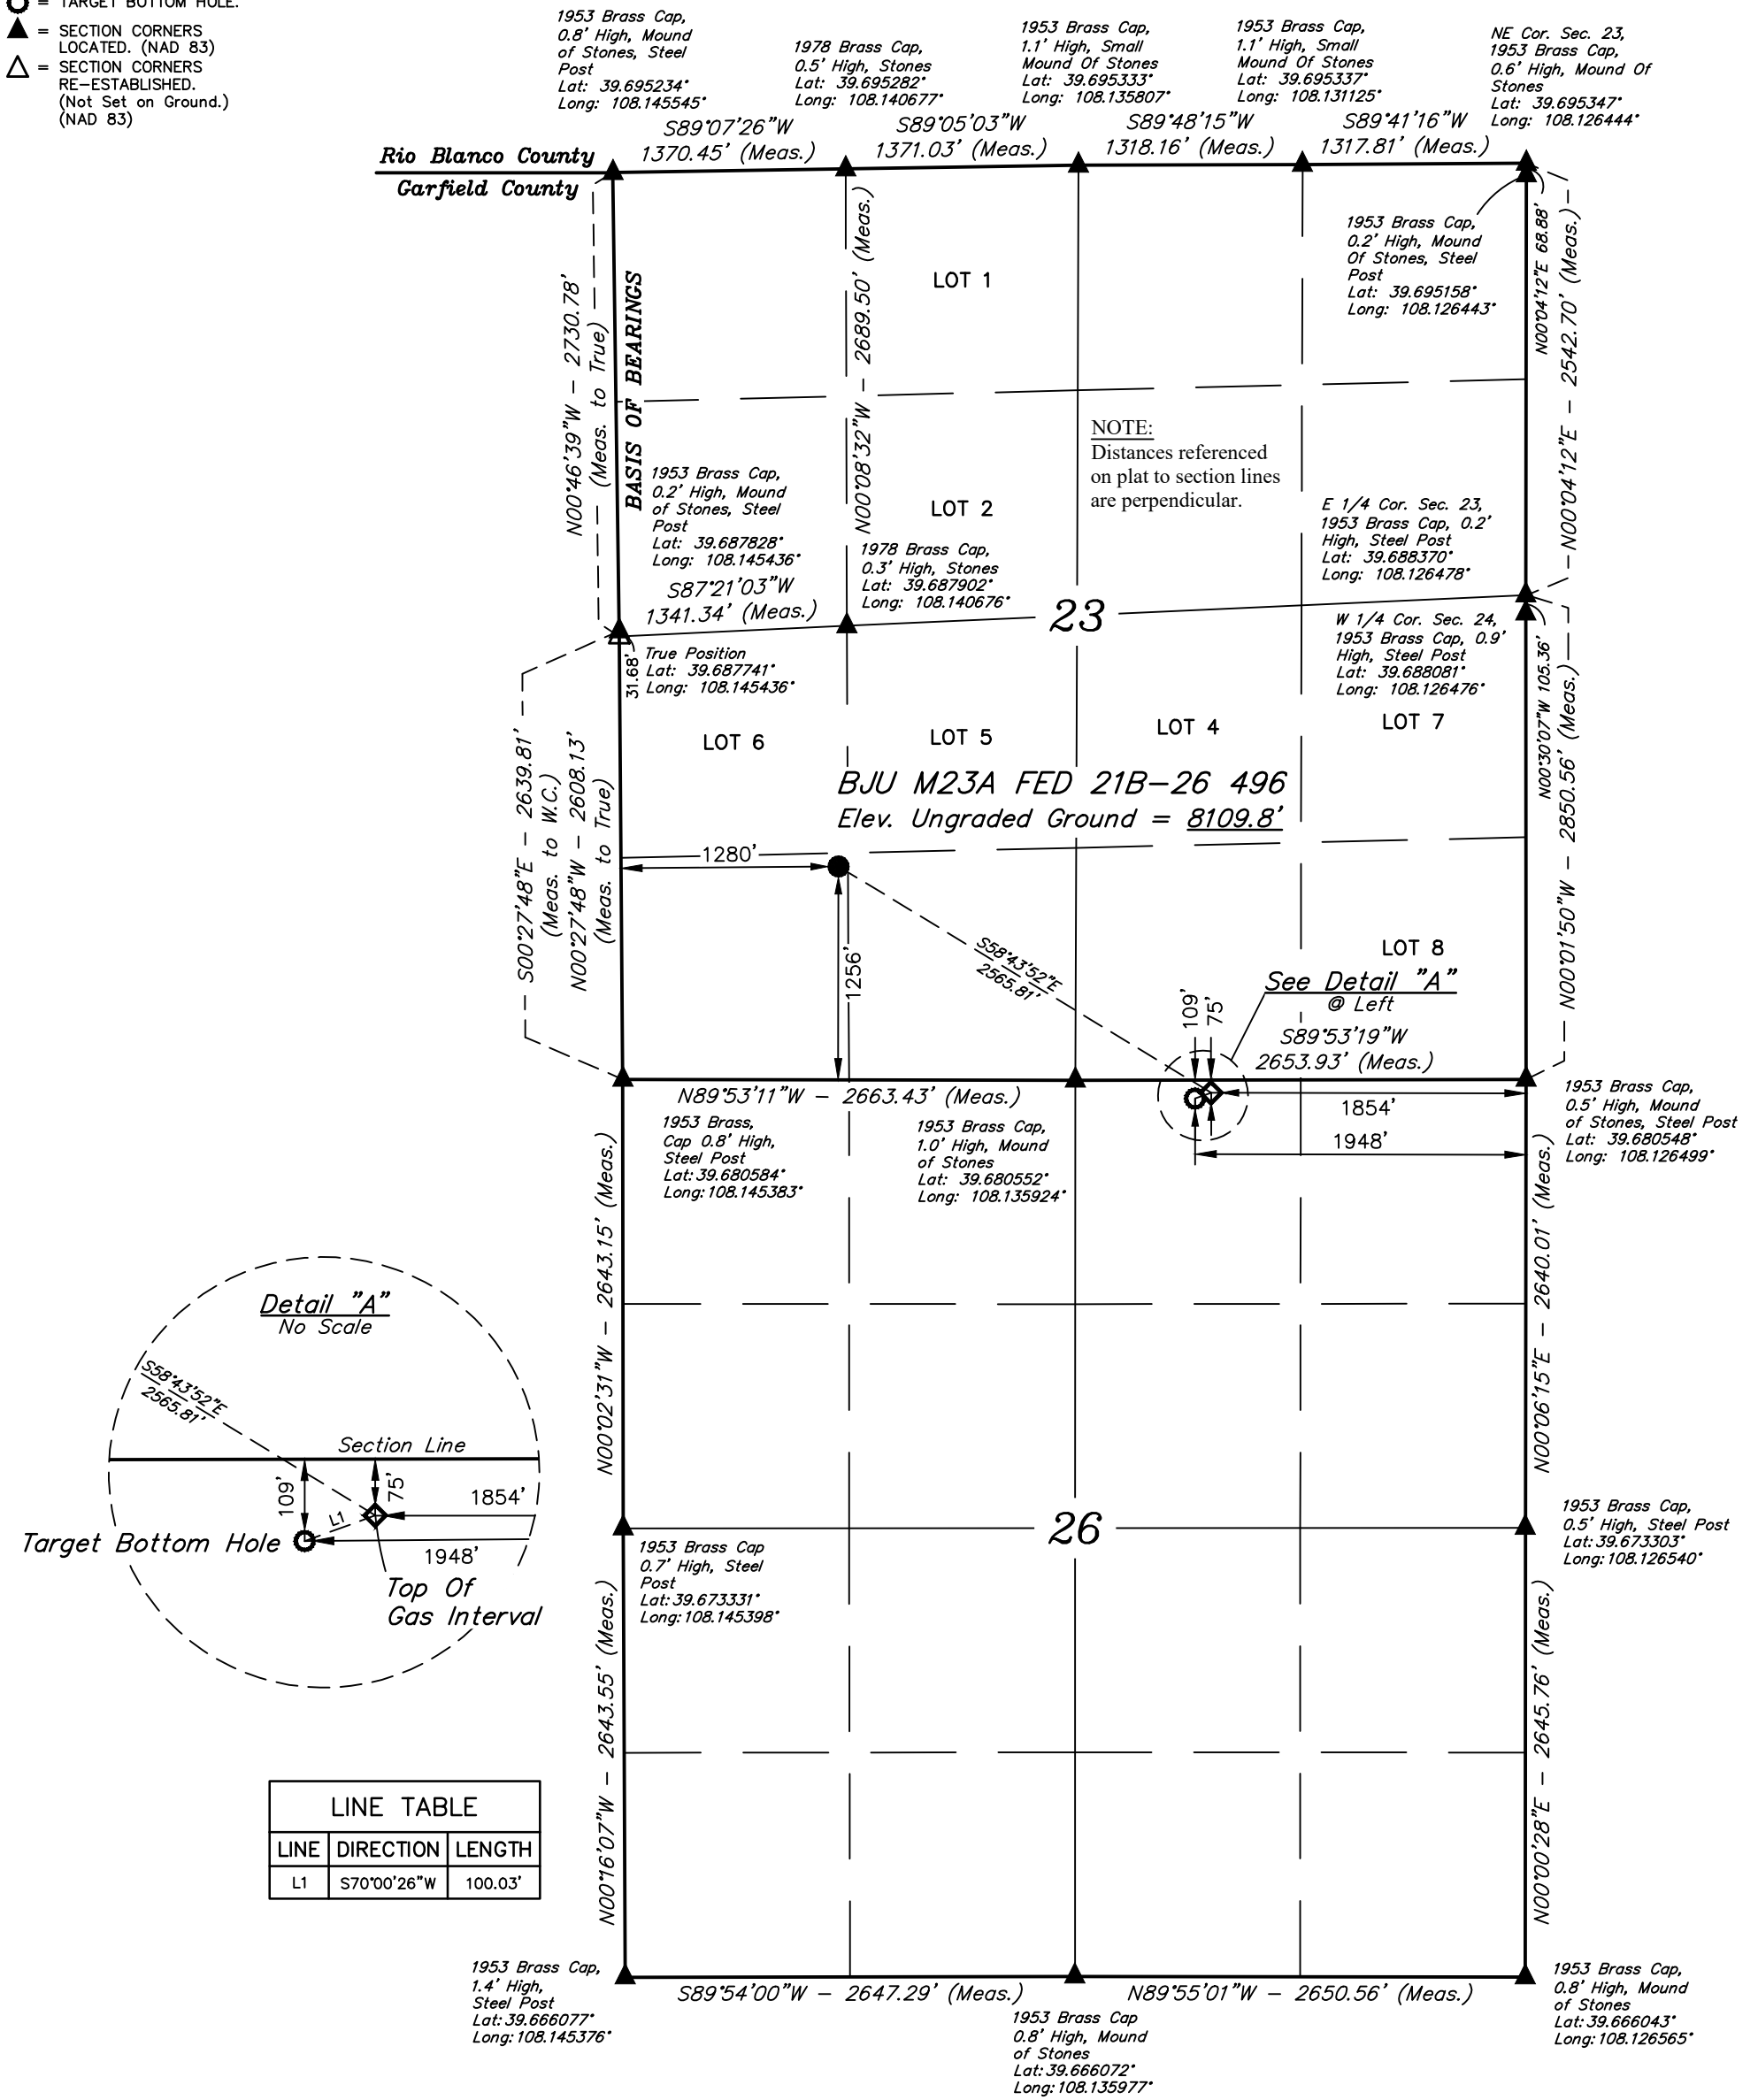 = TARGET BOTTOM HOLE.
= SECTION CORNERS
LOCATED. (NAD 83)
= SECTION CORNERS
RE-ESTABLISHED.
(Not Set on Ground.)
(NAD 83)
1953 Brass Cap,
0.8' High, Mound
of Stones, Steel
Post
Lat: 39.695234°
Long: 108.145545°
1978 Brass Cap,
0.5' High, Stones
Lat: 39.695282°
Long: 108.140677°
1953 Brass Cap,
1.1' High, Small
Mound Of Stones
Lat: 39.695333°
Long: 108.135807°
1953 Brass Cap,
1.1' High, Small
Mound Of Stones
Lat: 39.695337°
Long: 108.131125°
NE Cor. Sec. 23,
1953 Brass Cap,
0.6' High, Mound Of
Stones
Lat: 39.695347°
Long: 108.126444°
S89°07'26"W
1370.45' (Meas.)
S89°05'03"W
1371.03' (Meas.)
S89°48'15"W
1318.16' (Meas.)
S89°41'16"W
1317.81' (Meas.)
Rio Blanco County
Garfield County
N00°46'39"W - 2730.78'
(Meas. to True)
BASIS OF BEARINGS
N00°08'32"W - 2689.50' (Meas.)
LOT 1
1953 Brass Cap,
0.2' High, Mound
Of Stones, Steel
Post
Lat: 39.695158°
Long: 108.126443°
N00°04'12"E 68.88'
N00°04'12"E - 2542.70' (Meas.)
NOTE:
Distances referenced
on plat to section lines
are perpendicular.
1953 Brass Cap,
0.2' High, Mound
of Stones, Steel
Post
Lat: 39.687828°
Long: 108.145436°
S87°21'03"W
1341.34' (Meas.)
LOT 2
1978 Brass Cap,
0.3' High, Stones
Lat: 39.687902°
Long: 108.140676°
E 1/4 Cor. Sec. 23,
1953 Brass Cap, 0.2'
High, Steel Post
Lat: 39.688370°
Long: 108.126478°
23
W 1/4 Cor. Sec. 24,
1953 Brass Cap, 0.9'
High, Steel Post
Lat: 39.688081°
Long: 108.126476°
31.68'
True Position
Lat: 39.687741°
Long: 108.145436°
N00°30'07"W 105.36'
N00°01'50"W - 2850.56' (Meas.)
LOT 6
LOT 5
LOT 4
LOT 7
S00°27'48"E - 2639.81'
(Meas. to W.C.)
N00°27'48"W - 2608.13'
(Meas. to True)
BJU M23A FED 21B-26 496
Elev. Ungraded Ground = 8109.8'
1280'
1256'
S58°43'52"E
2565.81'
LOT 8
See Detail "A"
@ Left
109'
75'
S89°53'19"W
2653.93' (Meas.)
N89°53'11"W - 2663.43' (Meas.)
1854'
1948'
1953 Brass Cap,
0.5' High, Mound
of Stones, Steel Post
Lat: 39.680548°
Long: 108.126499°
1953 Brass,
Cap 0.8' High,
Steel Post
Lat: 39.680584°
Long: 108.145383°
1953 Brass Cap,
1.0' High, Mound
of Stones
Lat: 39.680552°
Long: 108.135924°
N00°02'31"W - 2643.15' (Meas.)
N00°06'15"E - 2640.01' (Meas.)
Detail "A"
No Scale
S58°43'52"E
2565.81'
Section Line
109'
75'
1854'
L1
Target Bottom Hole
1948'
Top Of
Gas Interval
26
1953 Brass Cap
0.7' High, Steel
Post
Lat: 39.673331°
Long: 108.145398°
1953 Brass Cap,
0.5' High, Steel Post
Lat: 39.673303°
Long: 108.126540°
N00°16'07"W - 2643.55' (Meas.)
N00°00'28"E - 2645.76' (Meas.)
LINE TABLE
LINE DIRECTION LENGTH
L1 S70°00'26"W 100.03'
1953 Brass Cap,
1.4' High,
Steel Post
Lat: 39.666077°
Long: 108.145376°
S89°54'00"W - 2647.29' (Meas.)
N89°55'01"W - 2650.56' (Meas.)
1953 Brass Cap
0.8' High, Mound
of Stones
Lat: 39.666072°
Long: 108.135977°
1953 Brass Cap,
0.8' High, Mound
of Stones
Lat: 39.666043°
Long: 108.126565°